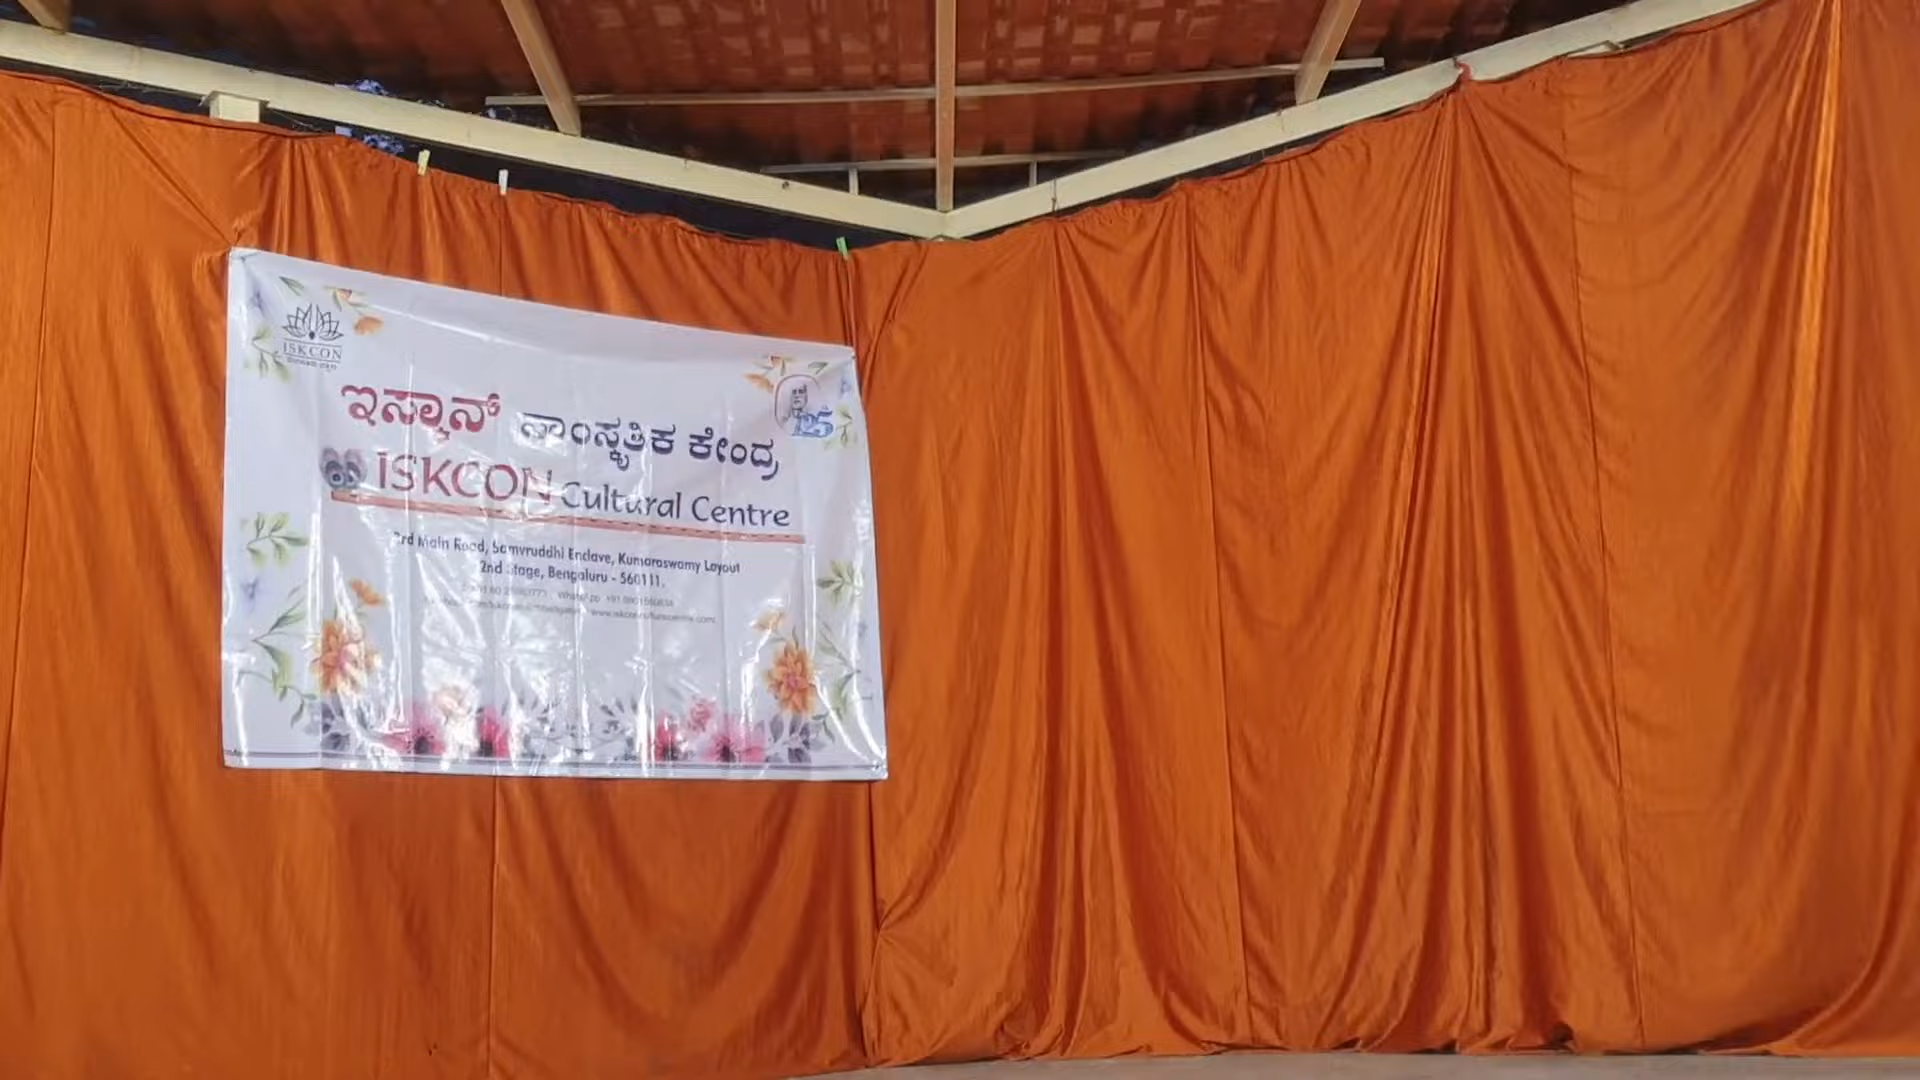 ISKCON
ಇಸ್ಕಾನ್ ಸಾಂಸ್ಕೃತಿಕ ಕೇಂದ್ರ
ISKCON Cultural Centre
3rd Main Road, Samvruddhi Enclave, Kumaraswamy Layout
2nd Stage, Bengaluru - 560111.
125